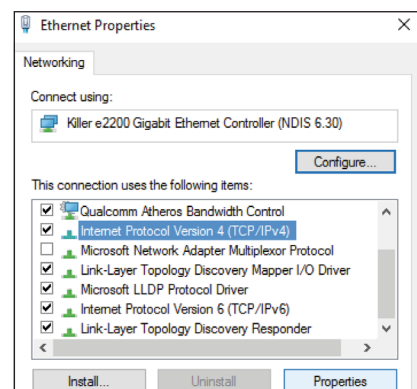 Ethernet Properties
Networking
Connect using:
Killer e2200 Gigabit Ethernet Controller (NDIS 6.30)
Configure...
This connection uses the following items:
Qualcomm Atheros Bandwidth Control
Internet Protocol Version 4 (TCP/IPv4)
Microsoft Network Adapter Multiplexor Protocol
Link-Layer Topology Discovery Mapper I/O Driver
Microsoft LLDP Protocol Driver
Internet Protocol Version 6 (TCP/IPv6)
Link-Layer Topology Discovery Responder
Install... Uninstall Properties